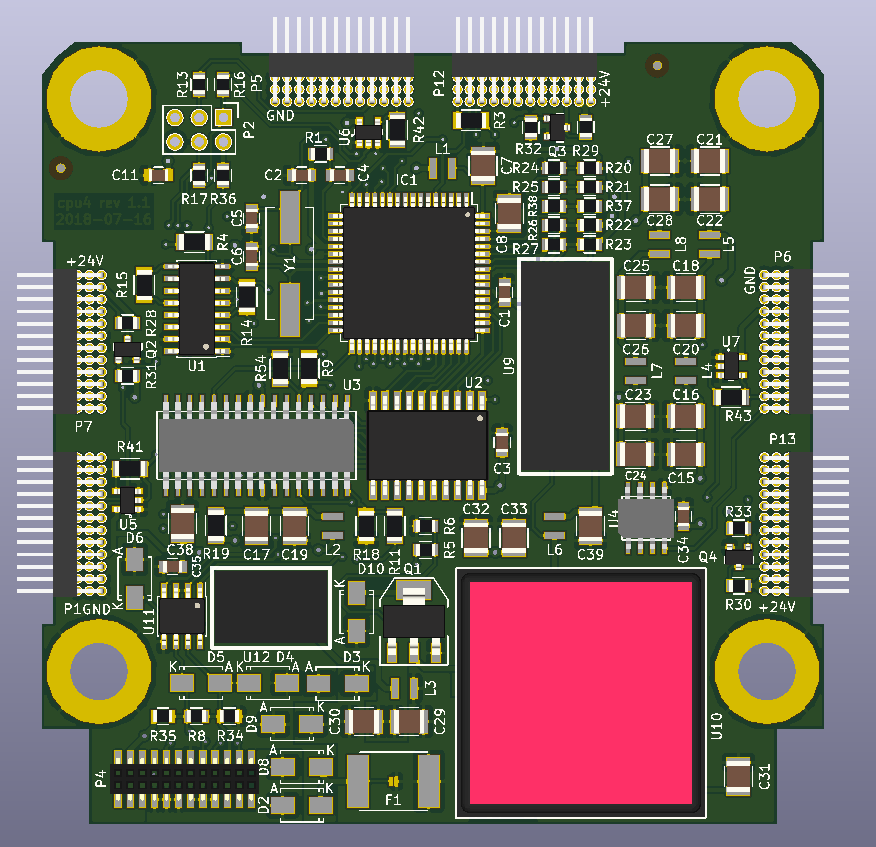 R13
R16
P5
GND
P12
+24V
P2
R1
U6
R42
R3
R32
Q3
R29
C27
C21
L1
C7
R24
R20
C11
R17
R36
C2
C4
IC1
R25
R21
cpu4 rev 1.1
2018-07-16
R38
R37
C5
C8
R26
R22
C28
C22
R4
R27
R23
L8
L5
C6
Y1
+24V
P6
GND
R15
C25
C18
C1
R14
R28
Q2
U1
R31
R54
R9
U9
C26
C20
U7
L7
L4
U3
U2
C23
C16
R43
P7
P13
R41
C3
C24
C15
U5
D6
A
K
C38
R19
C17
C19
L2
R18
R11
R6
R5
C32
C33
L6
C39
U4
C34
R33
Q4
R30
+24V
C35
D10
K
A
Q1
P1
GND
U11
U12
D5
K
A
D4
K
A
D3
A
K
L3
D9
A
K
C30
C29
U10
R35
R8
R34
P4
D8
A
K
D2
A
K
F1
C31